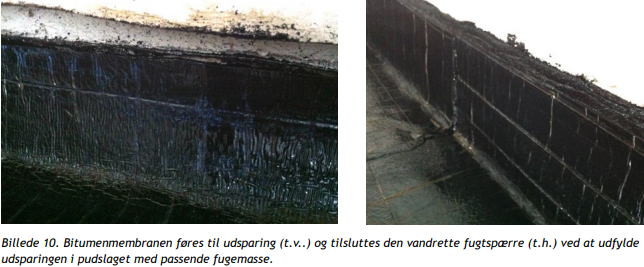 Billede 10. Bitumenmembranen føres til udsparing (t.v..) og tilsluttes den vandrette fugtspærre (t.h.) ved at udfylde
udsparingen i pudslaget med passende fugemasse.